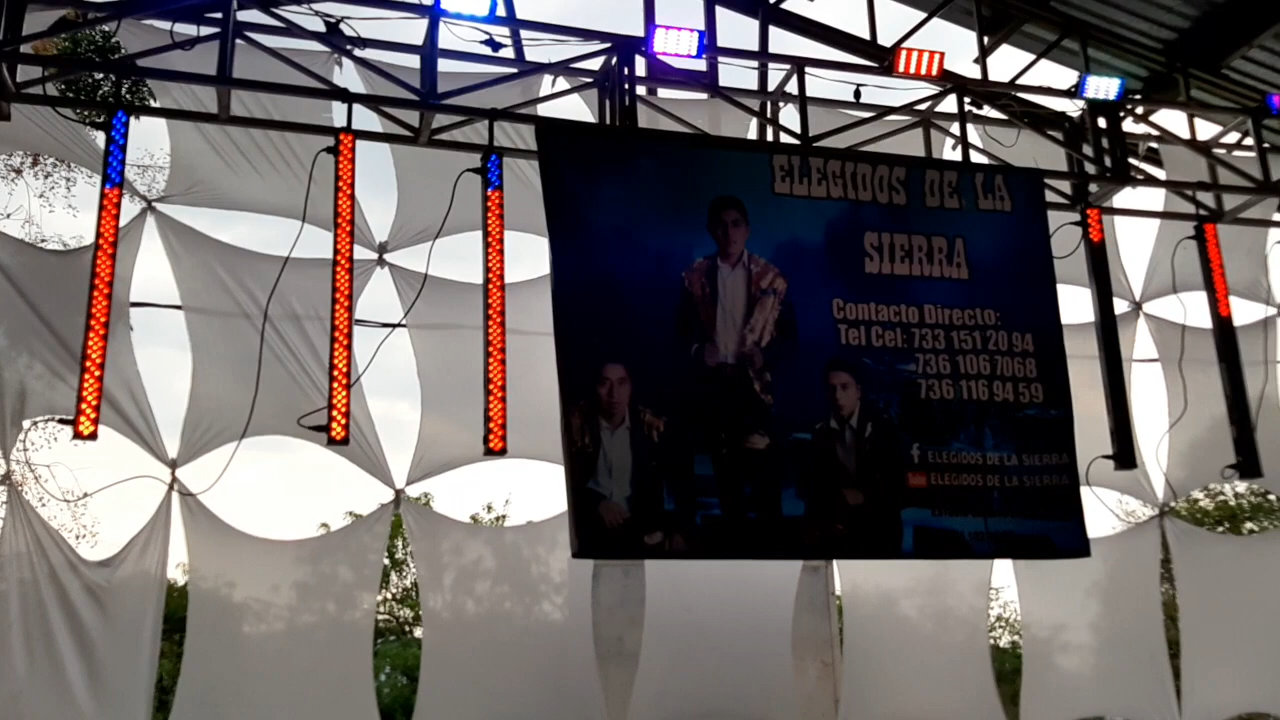 ELEGIDOS DE LA
SIERRA
Contacto Directo:
Tel Cel: 733 151 20 94
736 106 7068
736 116 94 59
f ELEGIDOS DE LA SIERRA
ELEGIDOS DE LA SIERRA